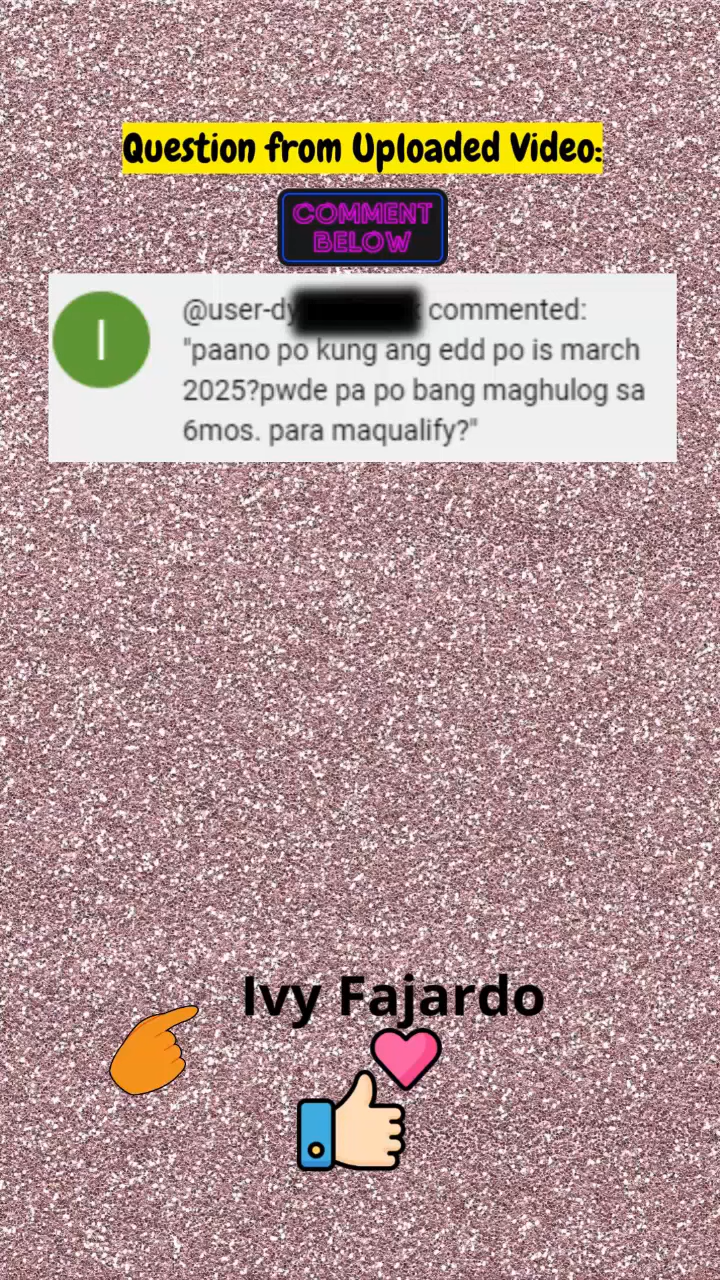 Question from Uploaded Video:
COMMENT
BELOW
I
@user-dy commented:
"paano po kung ang edd po is march
2025?pwde pa po bang maghulog sa
6mos. para maqualify?"
Ivy Fajardo